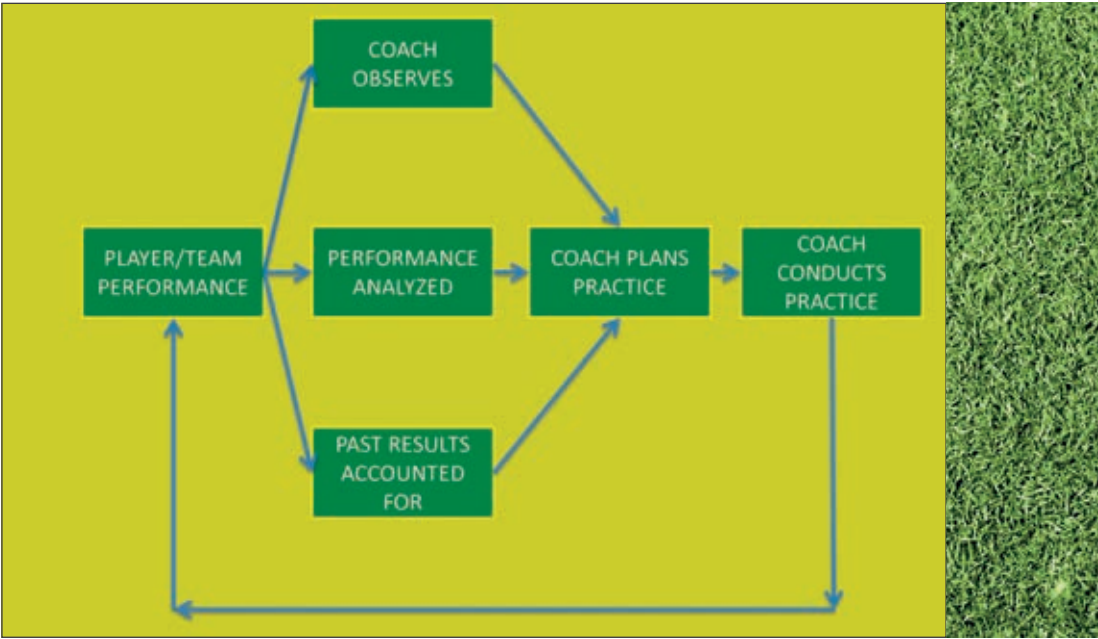 COACH
OBSERVES
PLAYER/TEAM
PERFORMANCE
PERFORMANCE
ANALYZED
COACH PLANS
PRACTICE
COACH
CONDUCTS
PRACTICE
PAST RESULTS
ACCOUNTED
FOR